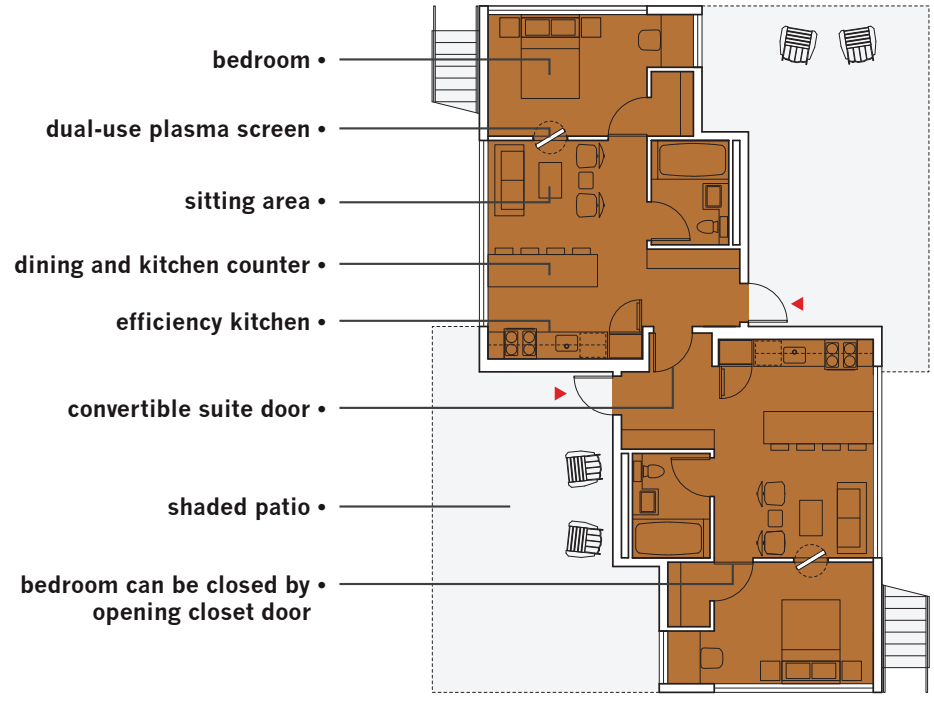 bedroom •
dual-use plasma screen •
sitting area •
dining and kitchen counter •
efficiency kitchen •
convertible suite door •
shaded patio •
bedroom can be closed by •
opening closet door